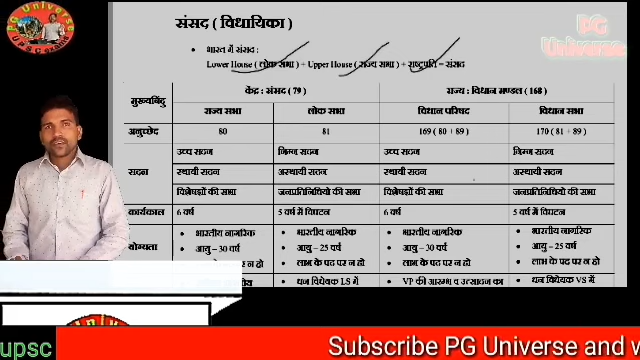 PG Universe
UPSC
PG
Universe
संसद ( विधायिका )
• भारत में संसद :
Lower House ( लोक सभा ) + Upper House ( राज्य सभा ) + राष्ट्रपति = संसद
मुख्यबिंदु केंद्र: संसद ( 79 ) राज्य : विधान मण्डल ( 168 )
राज्य सभा लोक सभा विधान परिषद विधान सभा
अनुच्छेद 80 81 169 ( 80 + 89 ) 170 ( 81 + 89 )
उच्च सदन निम्न सदन उच्च सदन निम्न सदन
सदन स्थायी सदन अस्थायी सदन स्थायी सदन अस्थायी सदन
विशेषज्ञों की सभा जनप्रतिनिधियो की सभा विशेषज्ञों की सभा जनप्रतिनिधियो की सभा
कार्यकाल 6 वर्ष 5 वर्ष में विघटन 6 वर्ष 5 वर्ष में विघटन
योग्यता • भारतीय नागरिक • भारतीय नागरिक • भारतीय नागरिक • भारतीय नागरिक
• आयु – 30 वर्ष • आयु – 25 वर्ष • आयु – 30 वर्ष • आयु – 25 वर्ष
पर न हो • लाभ के पद पर न हो • लाभ के पद पर न हो • लाभ के पद पर न हो
• धन विधेयक LS में • VP की आरम्भ व उत्सादन का • धन विधेयक VS में
upsc Subscribe PG Universe and w